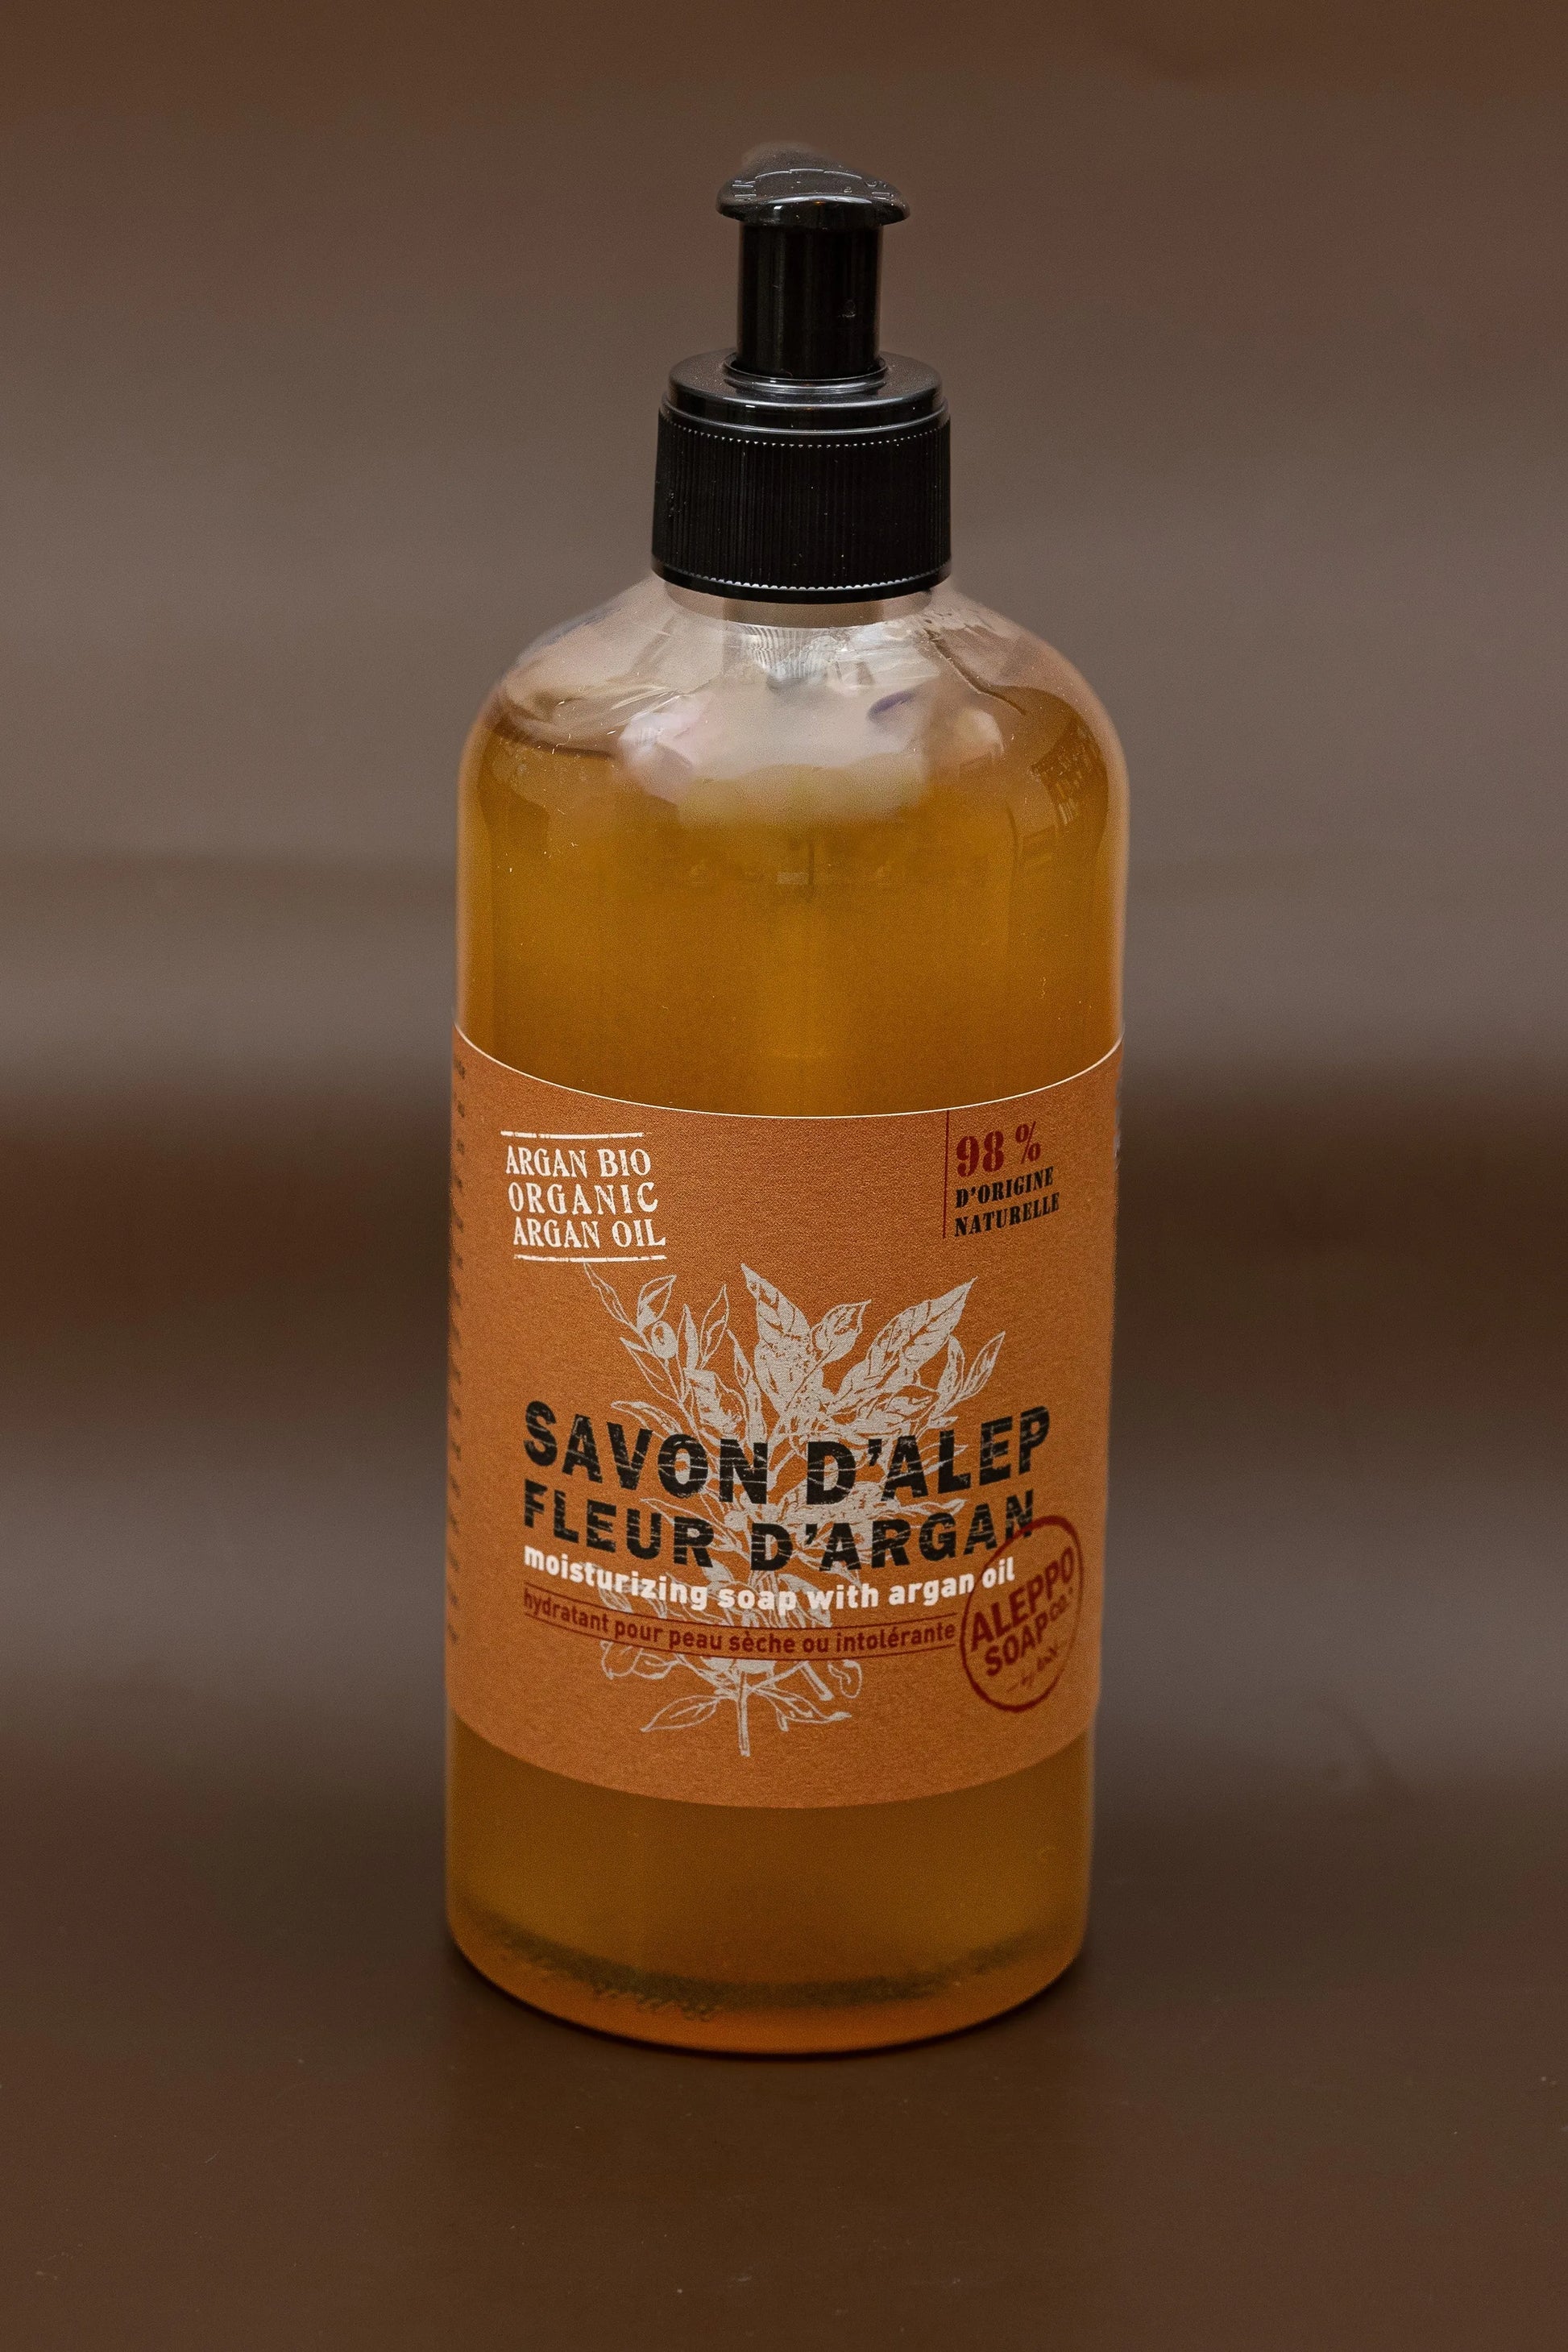 ARGAN BIO
ORGANIC
ARGAN OIL
98 %
D'ORIGINE
NATURELLE
SAVON D'ALEP
FLEUR D'ARGAN
moisturizing soap with argan oil
hydratant pour peau sèche ou intolérante
ALEPPO
SOAP CO.